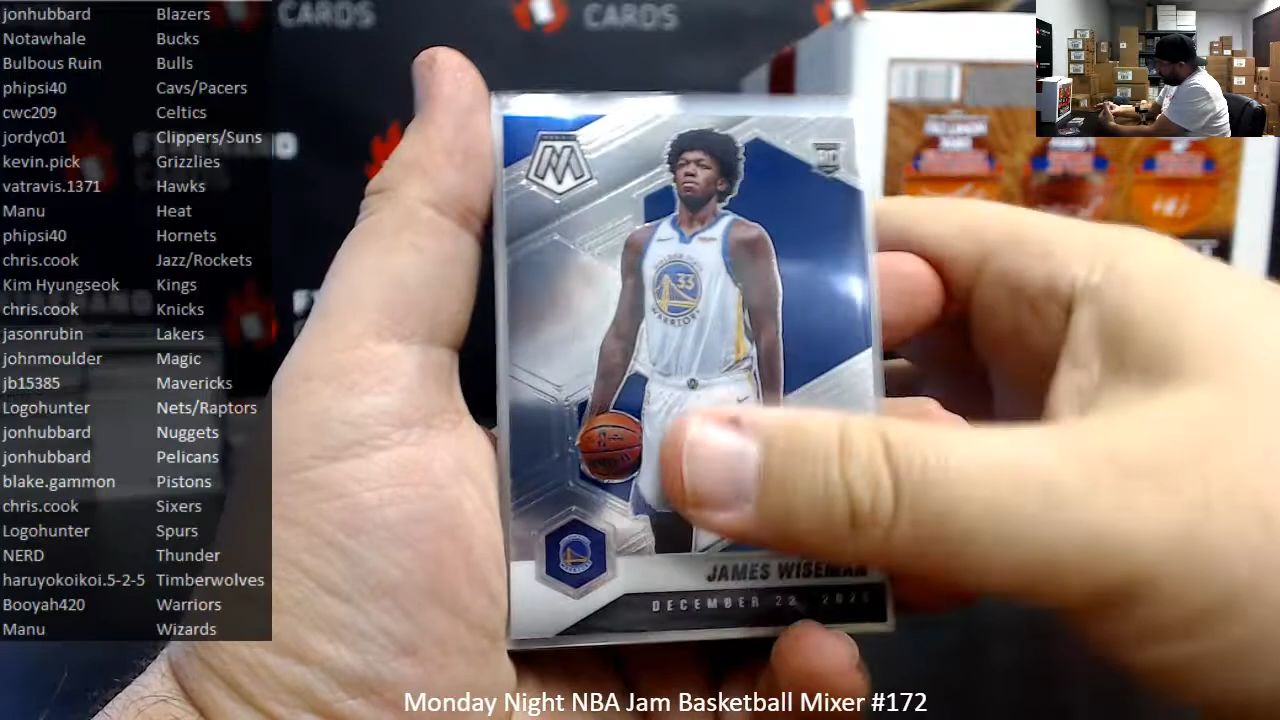 jonhubbard Blazers
Notawhale Bucks
Bulbous Ruin Bulls
phipsi40 Cavs/Pacers
cwc209 Celtics
jordyc01 Clippers/Suns
kevin.pick Grizzlies
vatravis.1371 Hawks
Manu Heat
phipsi40 Hornets
chris.cook Jazz/Rockets
Kim Hyungseok Kings
chris.cook Knicks
jasonrubin Lakers
johnmoulder Magic
jb15385 Mavericks
Logohunter Nets/Raptors
jonhubbard Nuggets
jonhubbard Pelicans
blake.gammon Pistons
chris.cook Sixers
Logohunter Spurs
NERD Thunder
haruyokoikoi.5-2-5 Timberwolves
Booyah420 Warriors
Manu Wizards
CARDS
CARDS
RC
33
WARRIORS
JAMES WISEMAN
DECEMBER 22, 2020
Monday Night NBA Jam Basketball Mixer #172